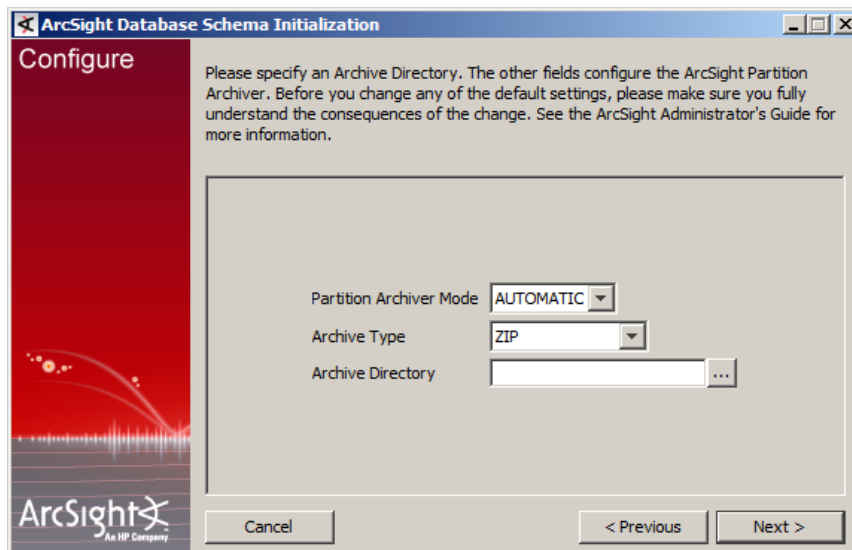 ArcSight Database Schema Initialization
Configure
Please specify an Archive Directory. The other fields configure the ArcSight Partition
Archiver. Before you change any of the default settings, please make sure you fully
understand the consequences of the change. See the ArcSight Administrator's Guide for
more information.
Partition Archiver Mode AUTOMATIC
Archive Type ZIP
Archive Directory ...
ArcSight
An HP Company
Cancel < Previous Next >